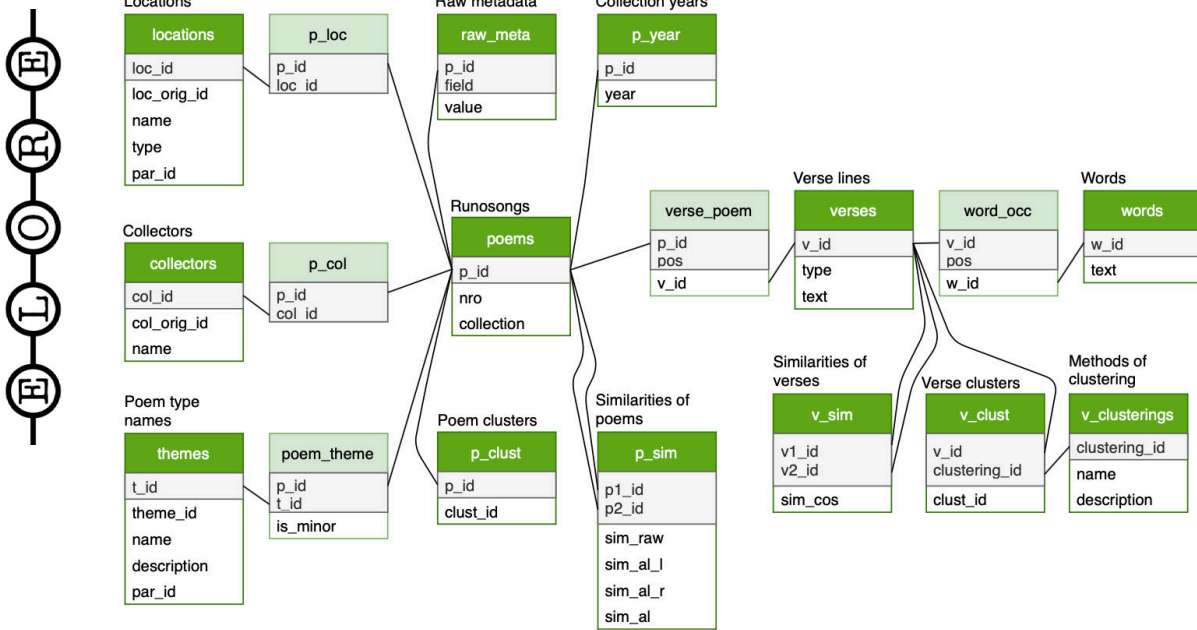 E
R
O
L
E
Locations
locations
loc_id
loc_orig_id
name
type
par_id
p_loc
p_id
loc_id
Raw metadata
raw_meta
p_id
field
value
Collection years
p_year
p_id
year
Collectors
collectors
col_id
col_orig_id
name
p_col
p_id
col_id
Runosongs
poems
p_id
nro
collection
verse_poem
p_id
pos
v_id
Verse lines
verses
v_id
type
text
word_occ
v_id
pos
w_id
Words
words
w_id
text
Poem type
names
themes
t_id
theme_id
name
description
par_id
poem_theme
p_id
t_id
is_minor
Poem clusters
p_clust
p_id
clust_id
Similarities of
poems
p_sim
p1_id
p2_id
sim_raw
sim_al_l
sim_al_r
sim_al
Similarities of
verses
v_sim
v1_id
v2_id
sim_cos
Verse clusters
v_clust
v_id
clustering_id
clust_id
Methods of
clustering
v_clusterings
clustering_id
name
description